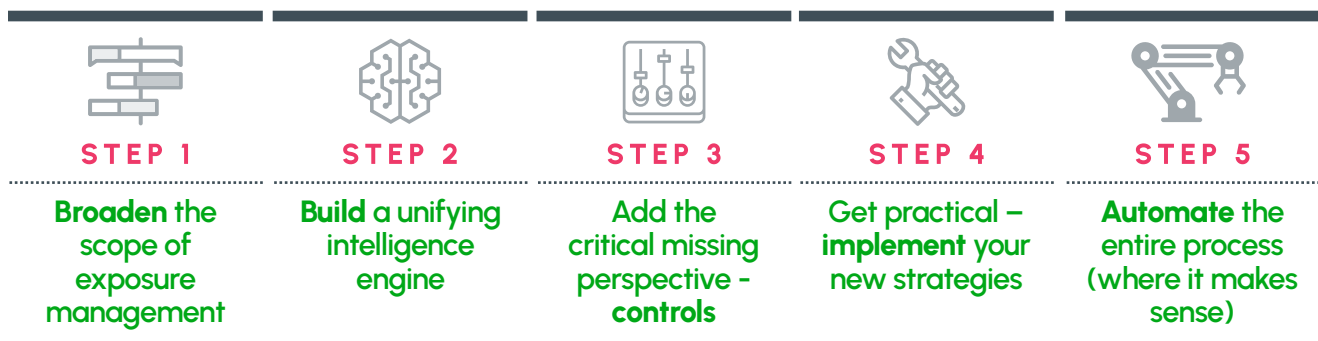 STEP 1
Broaden the
scope of
exposure
management
STEP 2
Build a unifying
intelligence
engine
STEP 3
Add the
critical missing
perspective -
controls
STEP 4
Get practical –
implement your
new strategies
STEP 5
Automate the
entire process
(where it makes
sense)